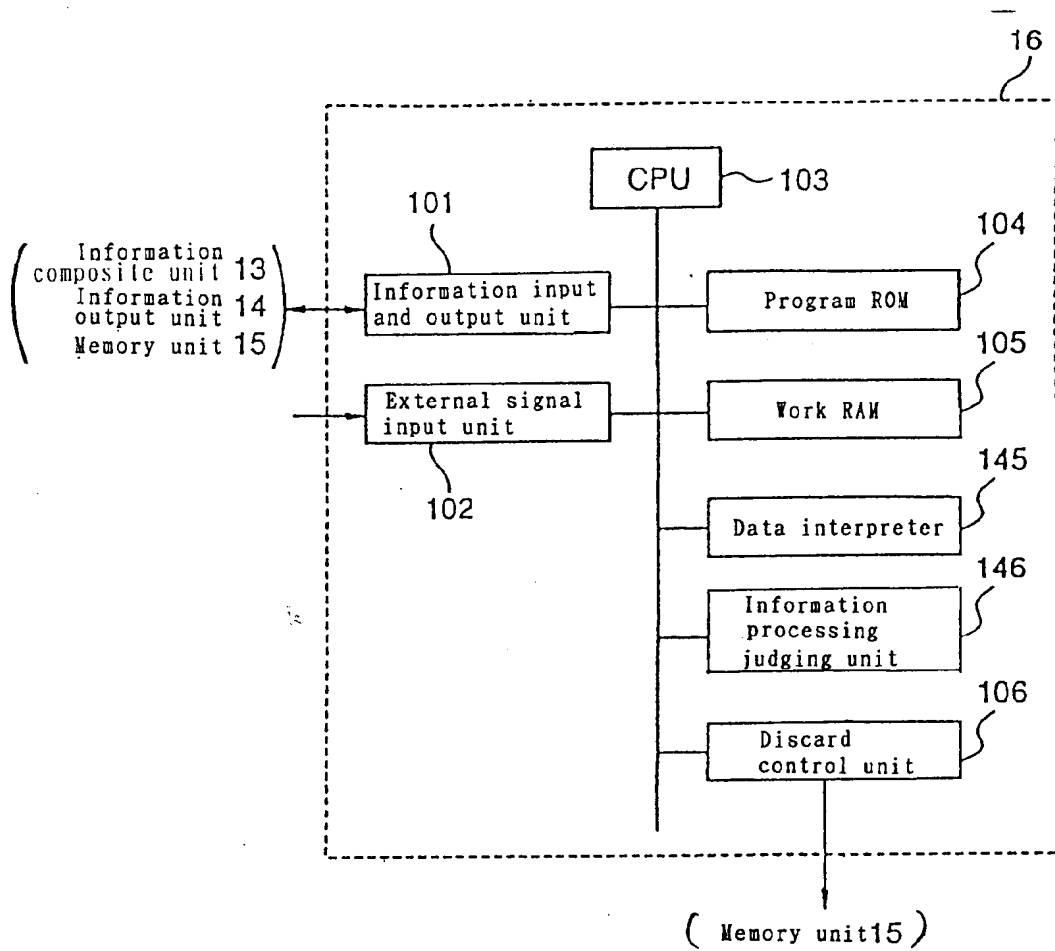 16
CPU
103
101
104
Information
composite unit 13
Information
output unit 14
Memory unit 15
Information input
and output unit
Program ROM
105
External signal
input unit
Work RAM
102
145
Data interpreter
146
Information
processing
judging unit
106
Discard
control unit
( Memory unit 15 )